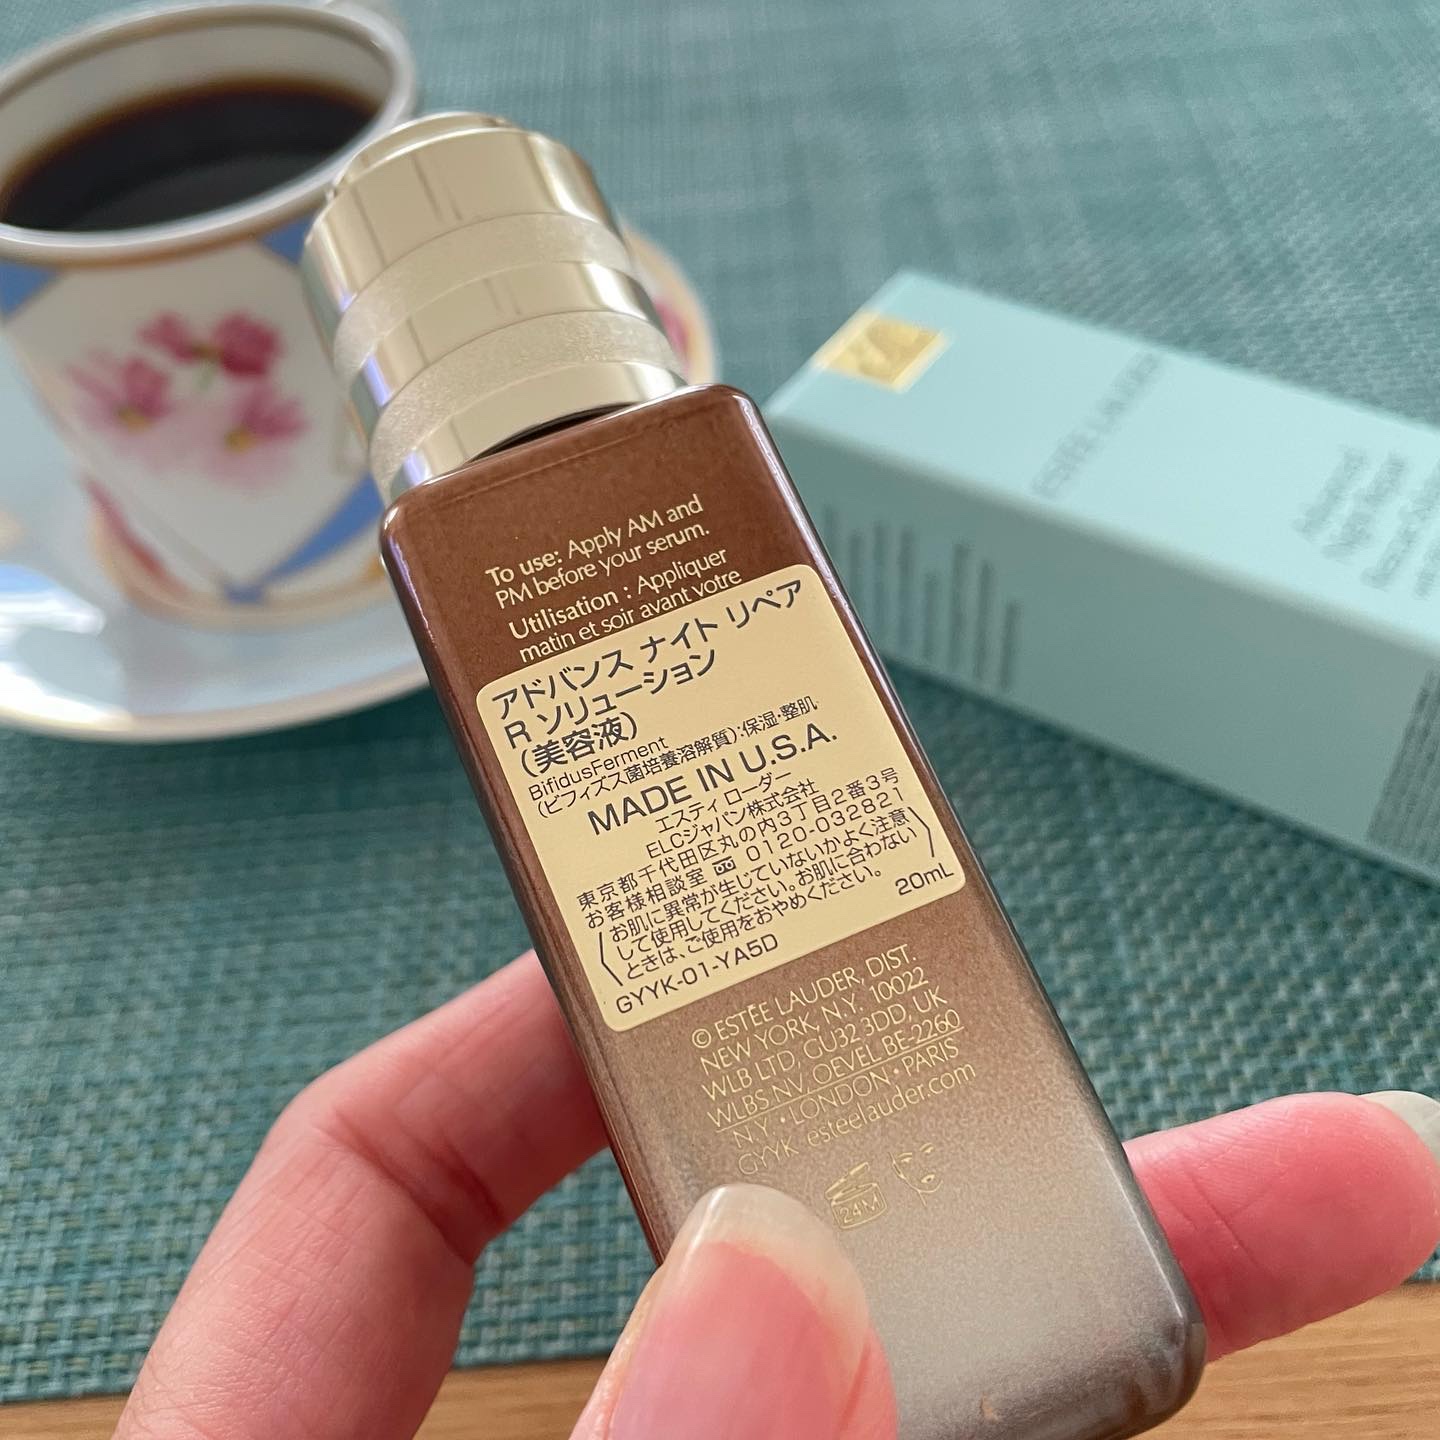 To use: Apply AM and
PM before your serum.
Utilisation : Appliquer
matin et soir avant votre
アドバンス ナイト リペア
R ソリューション
(美容液)
BifidusFerment
(ビフィズス菌培養溶解質):保湿・整肌
MADE IN U.S.A.
エスティ ローダー
ELCジャパン株式会社
東京都千代田区丸の内3丁目2番3号
お客様相談室 0120-032821
お肌に異常が生じていないかよく注意
して使用してください。お肌に合わない
ときは、ご使用をおやめください。
20mL
GYYK-01-YA5D
© ESTĒE LAUDER, DIST.
NEW YORK, N.Y. 10022
WLB LTD, GU32 3DD, UK
WLBS NV, OEVEL BE-2260
N.Y. • LONDON • PARIS
GYYK esteelauder.com
24M
ESTĒE LAUDER
Advanced
Night Repair